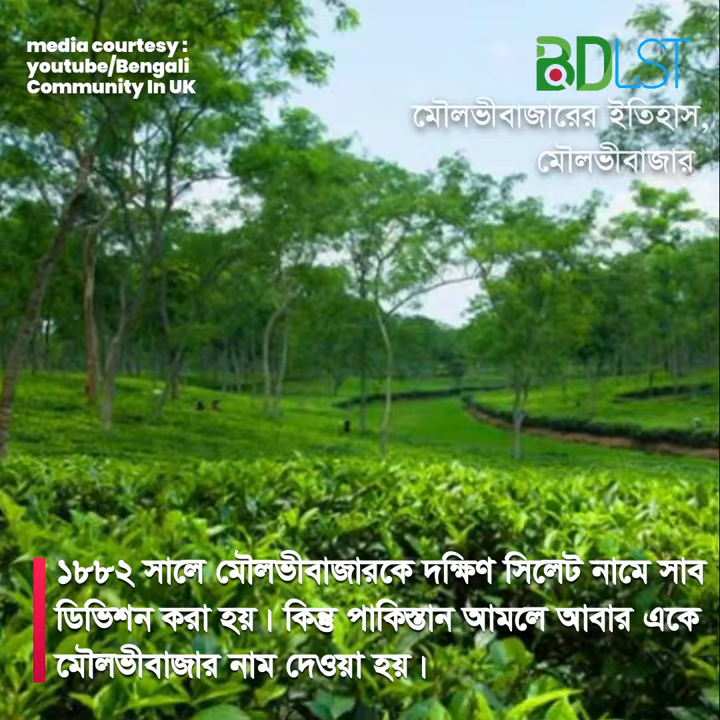 media courtesy :
youtube/Bengali
Community In UK
BDLST
মৌলভীবাজারের ইতিহাস,
মৌলভীবাজার
১৮৮২ সালে মৌলভীবাজারকে দক্ষিণ সিলেট নামে সাব
ডিভিশন করা হয়। কিন্তু পাকিস্তান আমলে আবার একে
মৌলভীবাজার নাম দেওয়া হয়।